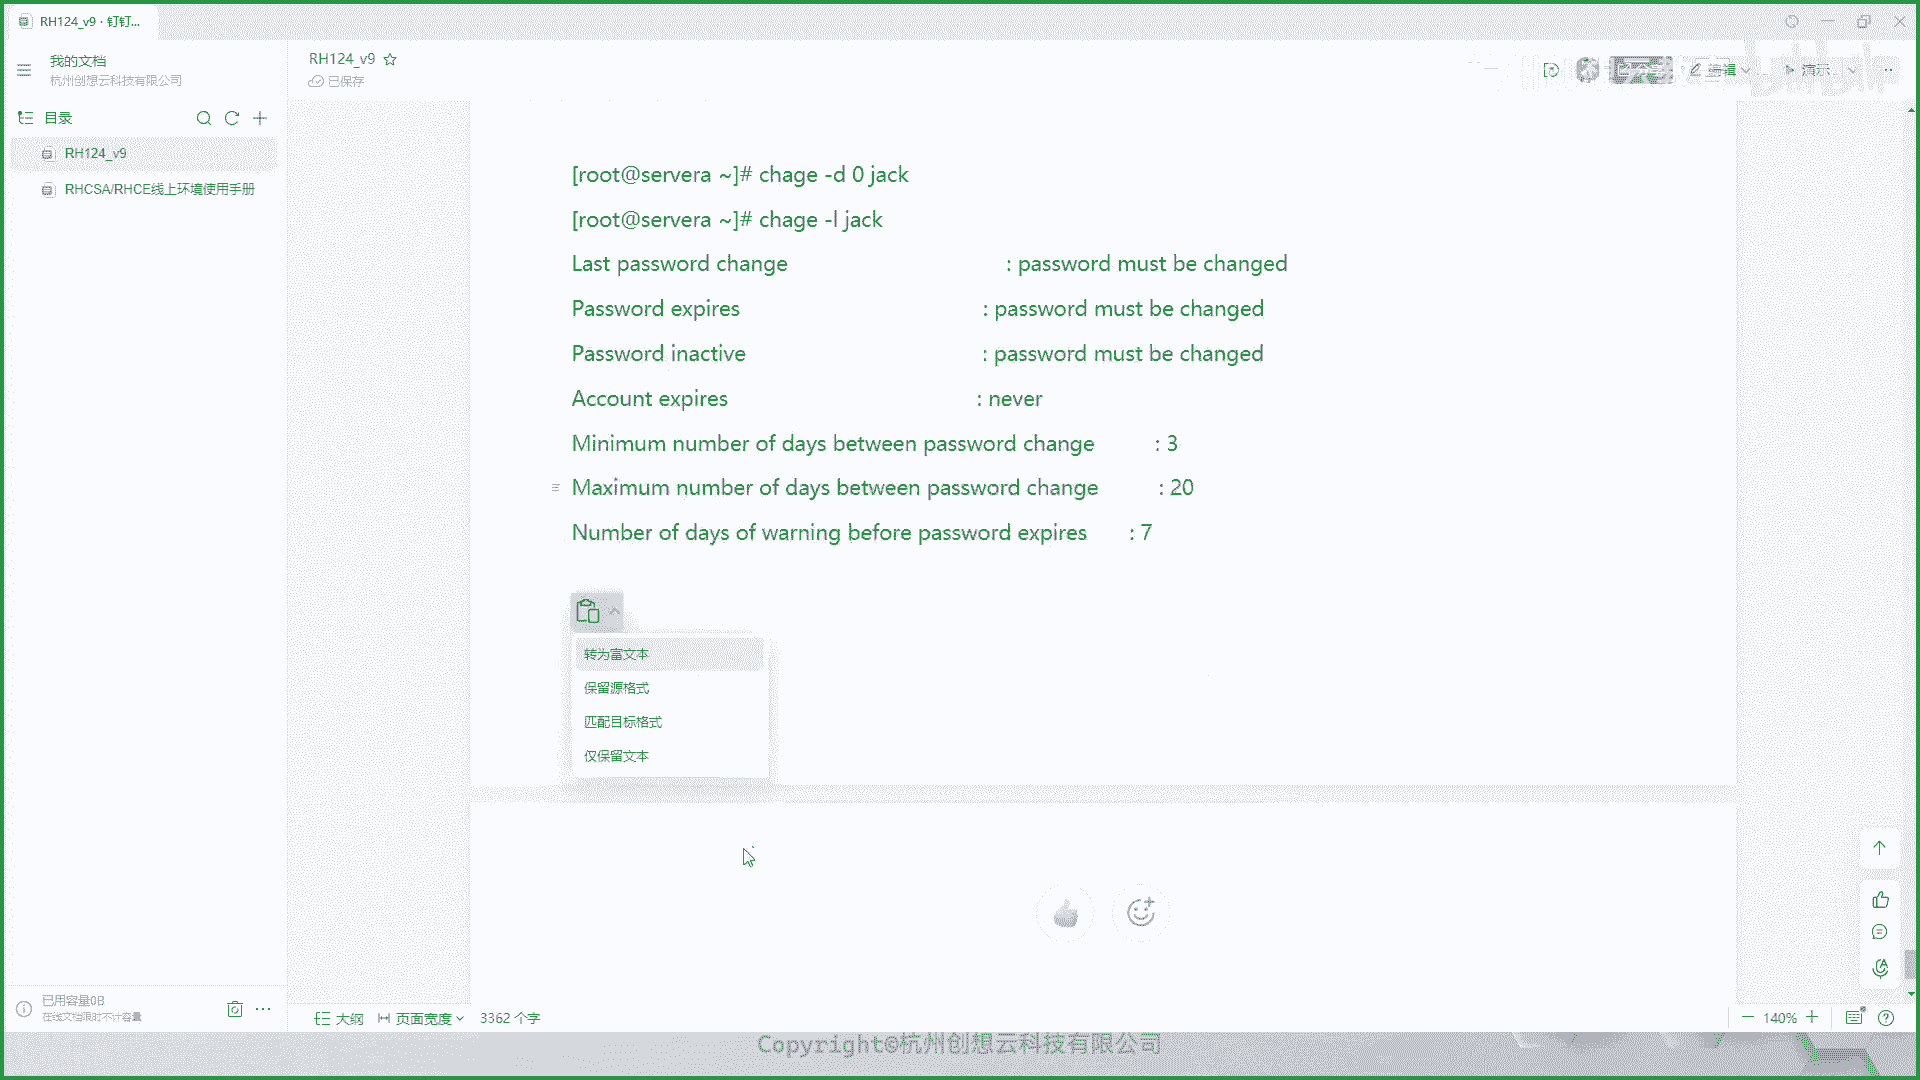 RH124_v9 · 钉钉...
我的文档
杭州创想云科技有限公司
目录
RH124_v9
RHCSA/RHCE线上环境使用手册
RH124_v9
已保存
编辑
演示
[root@servera ~]# chage -d 0 jack
[root@servera ~]# chage -l jack
Last password change : password must be changed
Password expires : password must be changed
Password inactive : password must be changed
Account expires : never
Minimum number of days between password change : 3
Maximum number of days between password change : 20
Number of days of warning before password expires : 7
转为富文本
保留源格式
匹配目标格式
仅保留文本
已用容量0B
在线文档限时不计容量
大纲
页面宽度
3362 个字
140%
Copyright©杭州创想云科技有限公司